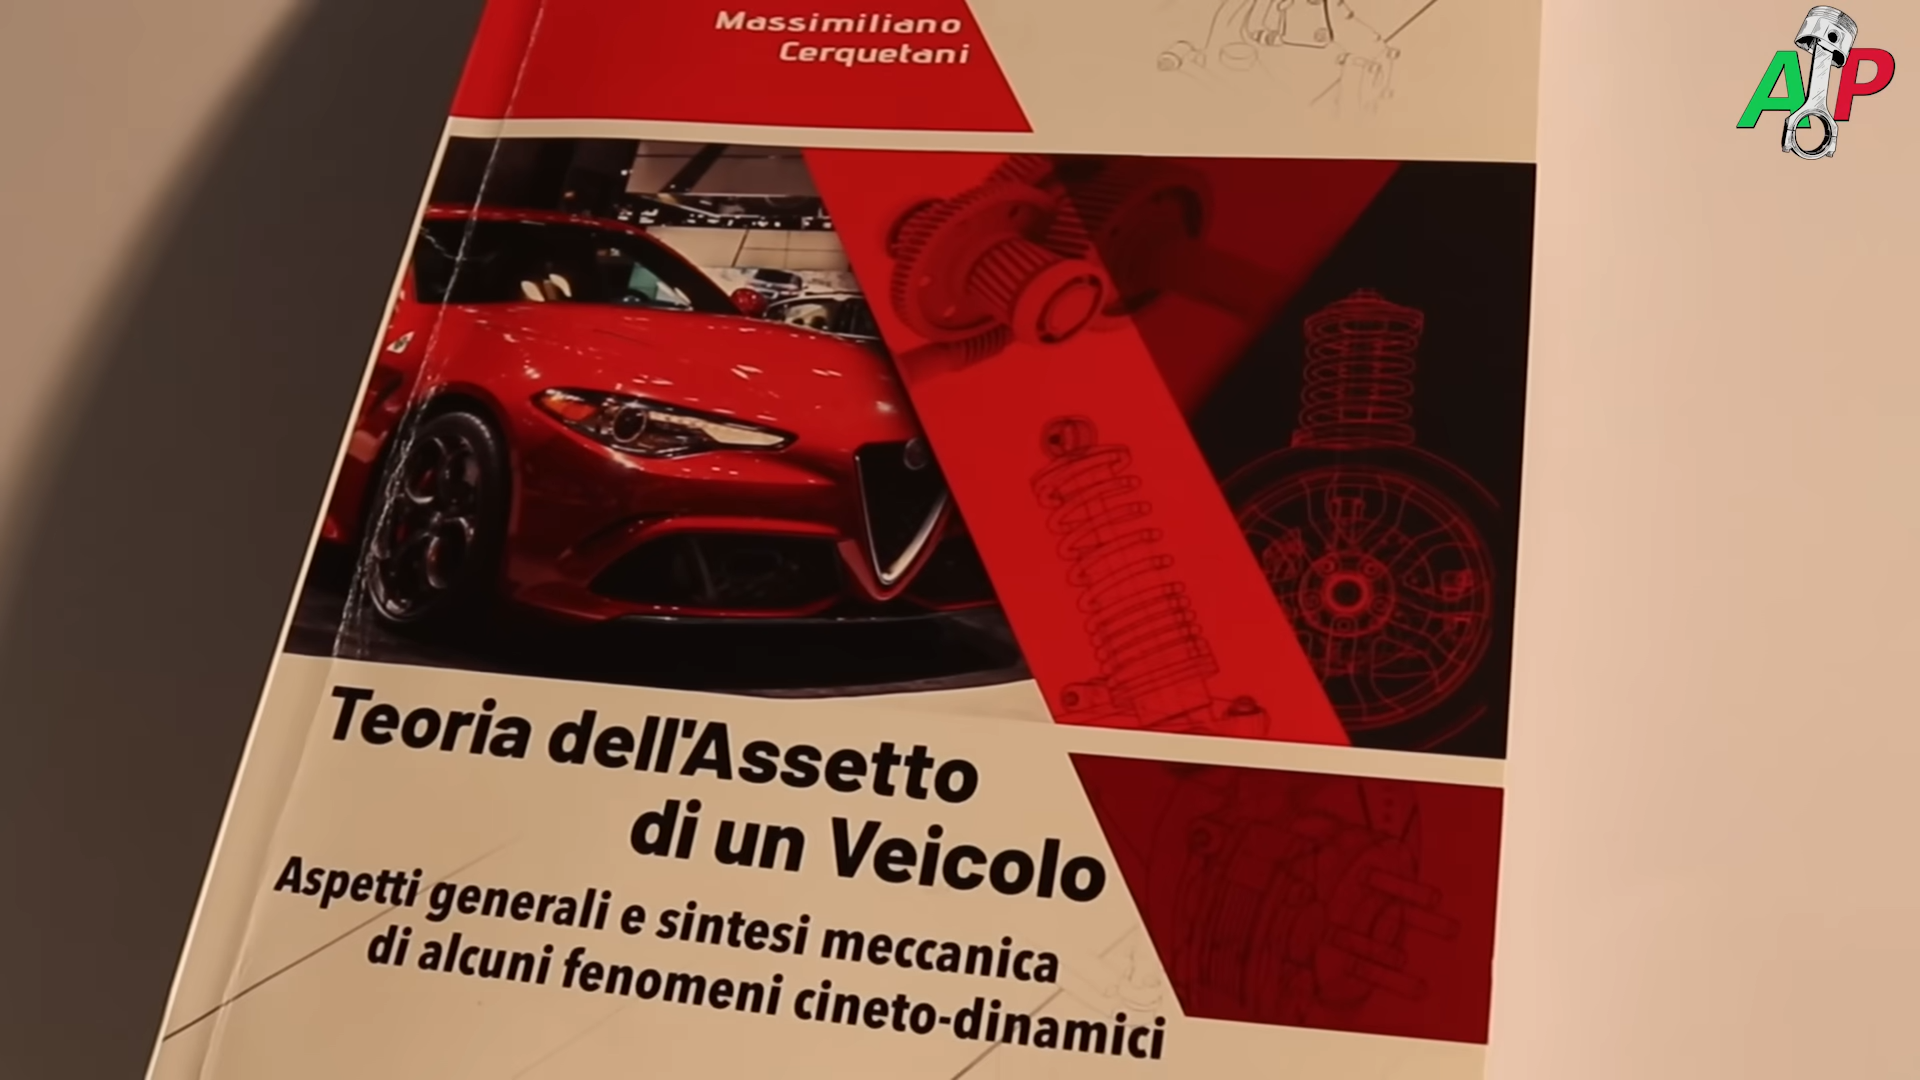 Massimiliano
Cerquetani
AP
Teoria dell'Assetto
di un Veicolo
Aspetti generali e sintesi meccanica
di alcuni fenomeni cineto-dinamici